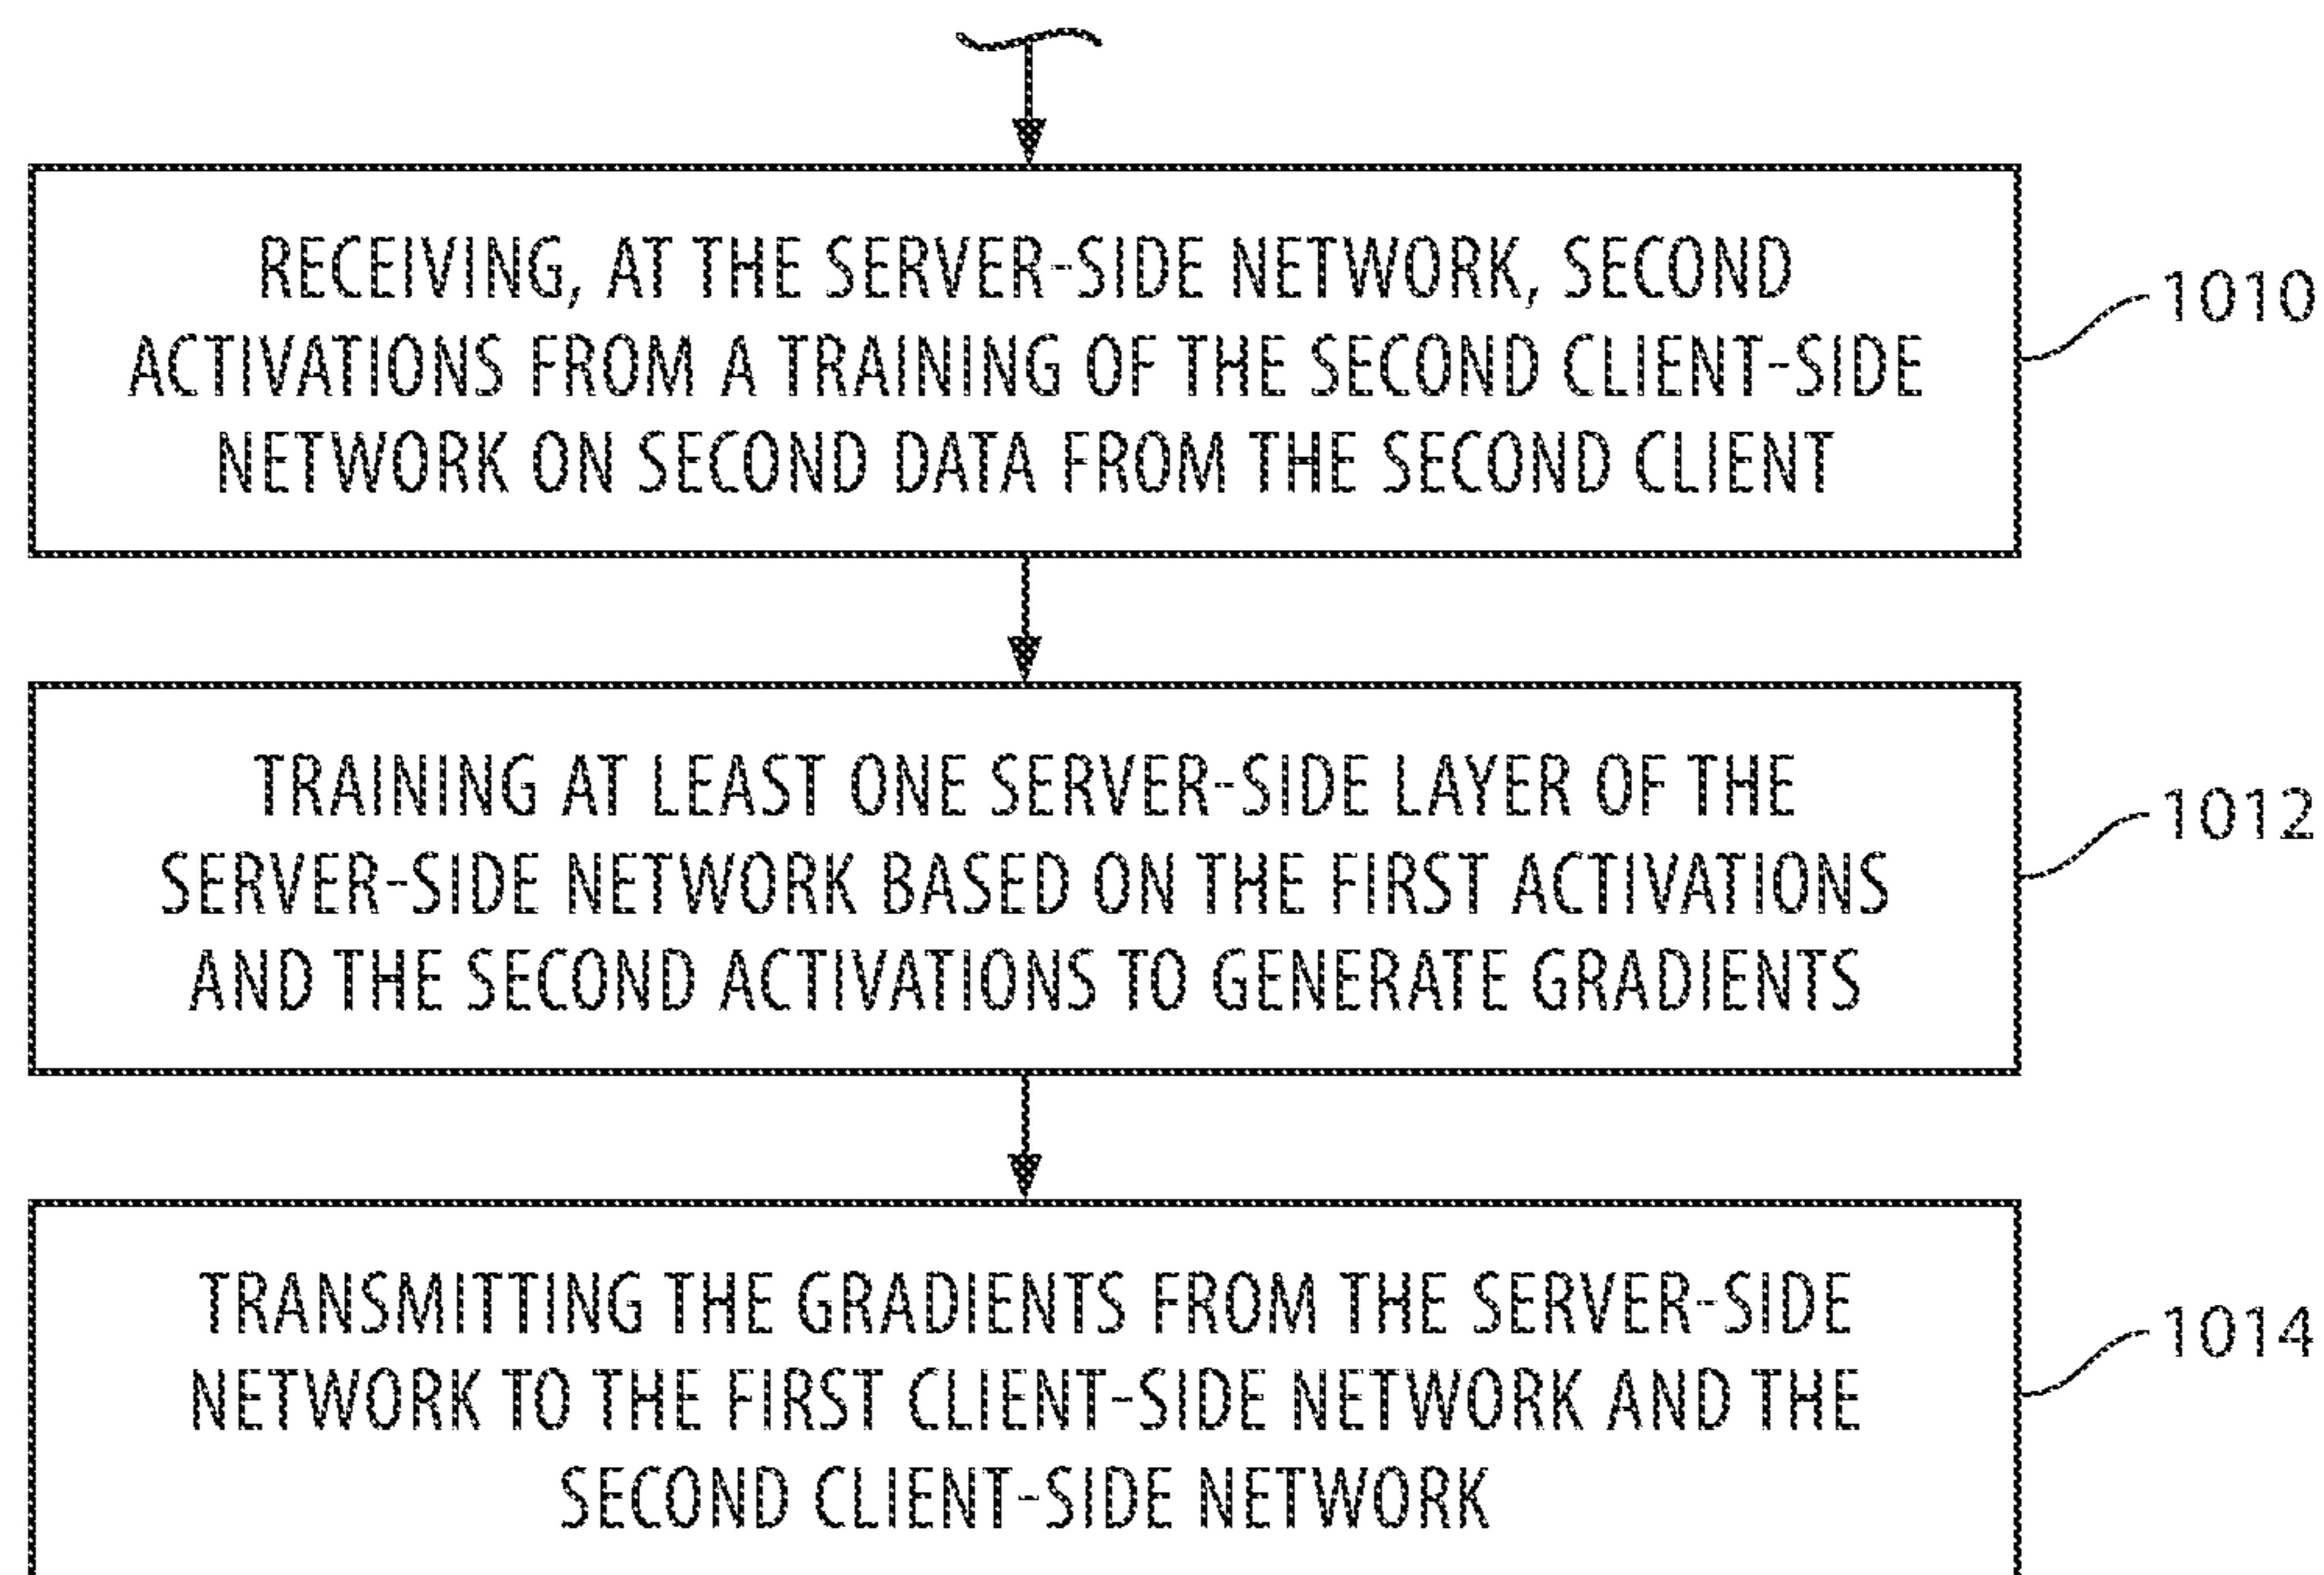 RECEIVING, AT THE SERVER-SIDE NETWORK, SECOND
ACTIVATIONS FROM A TRAINING OF THE SECOND CLIENT-SIDE
NETWORK ON SECOND DATA FROM THE SECOND CLIENT
1010
TRAINING AT LEAST ONE SERVER-SIDE LAYER OF THE
SERVER-SIDE NETWORK BASED ON THE FIRST ACTIVATIONS
AND THE SECOND ACTIVATIONS TO GENERATE GRADIENTS
1012
TRANSMITTING THE GRADIENTS FROM THE SERVER-SIDE
NETWORK TO THE FIRST CLIENT-SIDE NETWORK AND THE
SECOND CLIENT-SIDE NETWORK
1014